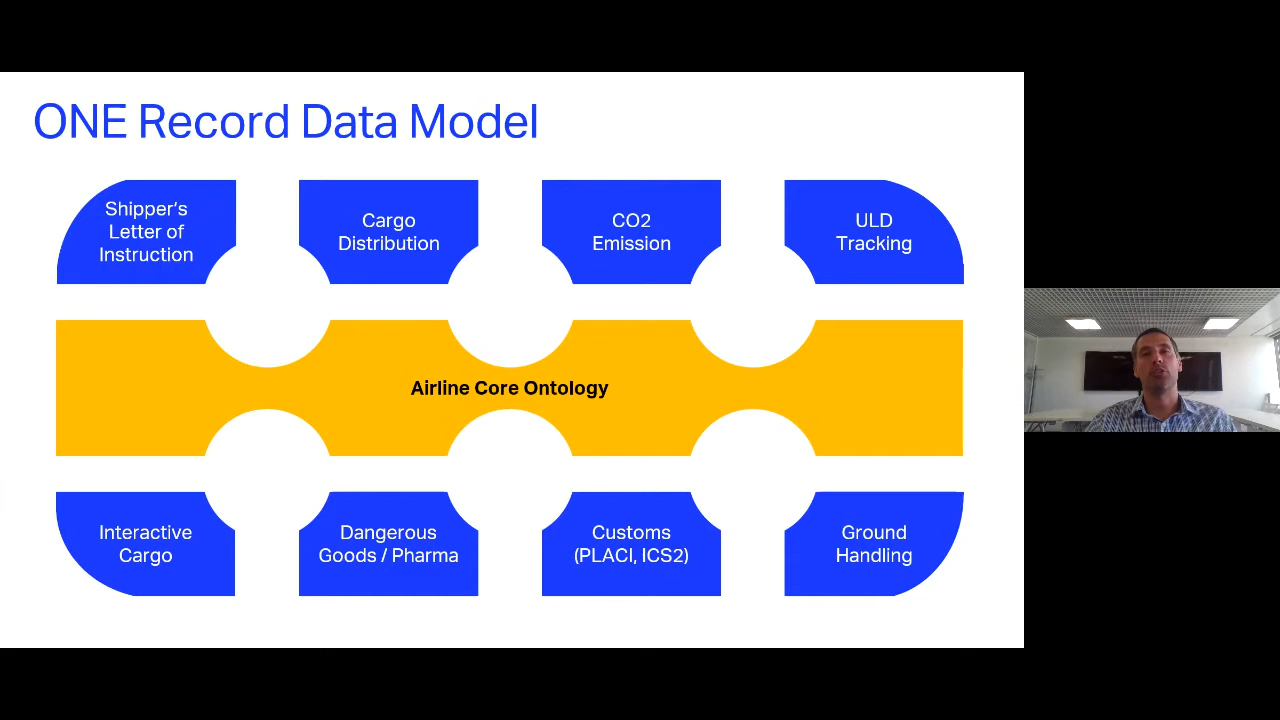 ONE Record Data Model
Shipper's
Letter of
Instruction
Cargo
Distribution
CO2
Emission
ULD
Tracking
Airline Core Ontology
Interactive
Cargo
Dangerous
Goods / Pharma
Customs
(PLACI, ICS2)
Ground
Handling